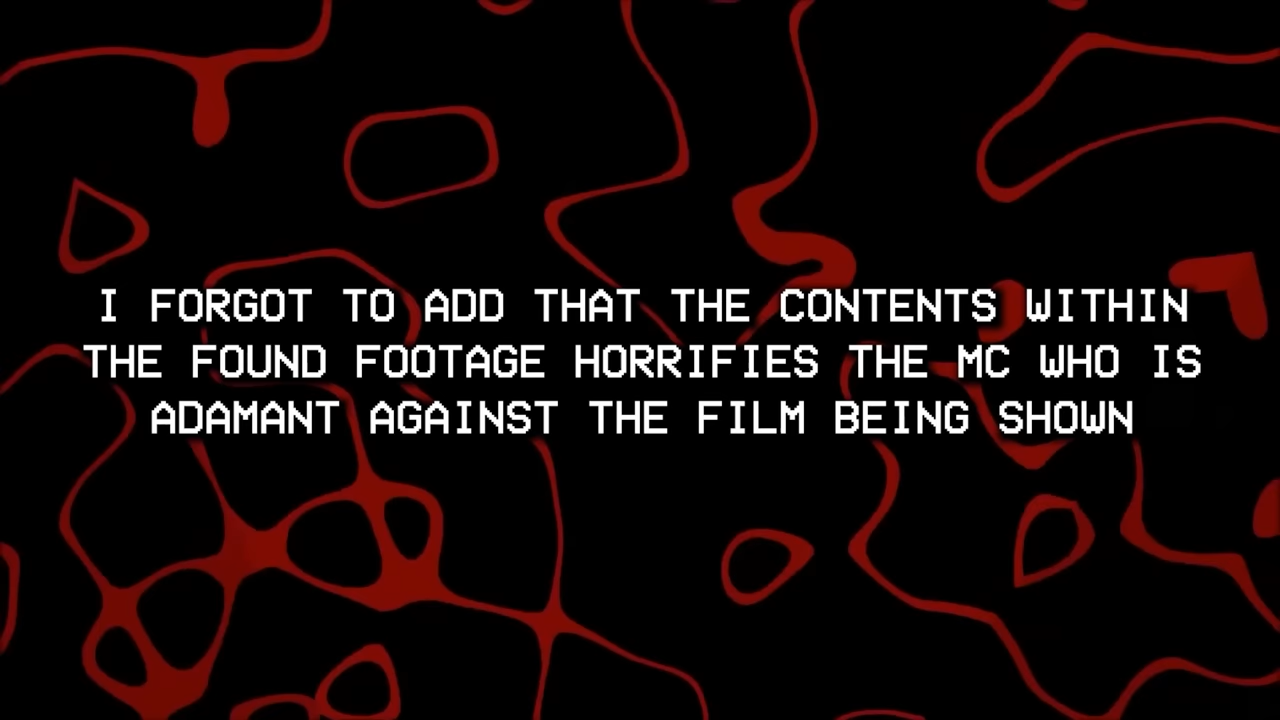 I FORGOT TO ADD THAT THE CONTENTS WITHIN
THE FOUND FOOTAGE HORRIFIES THE MC WHO IS
ADAMANT AGAINST THE FILM BEING SHOWN